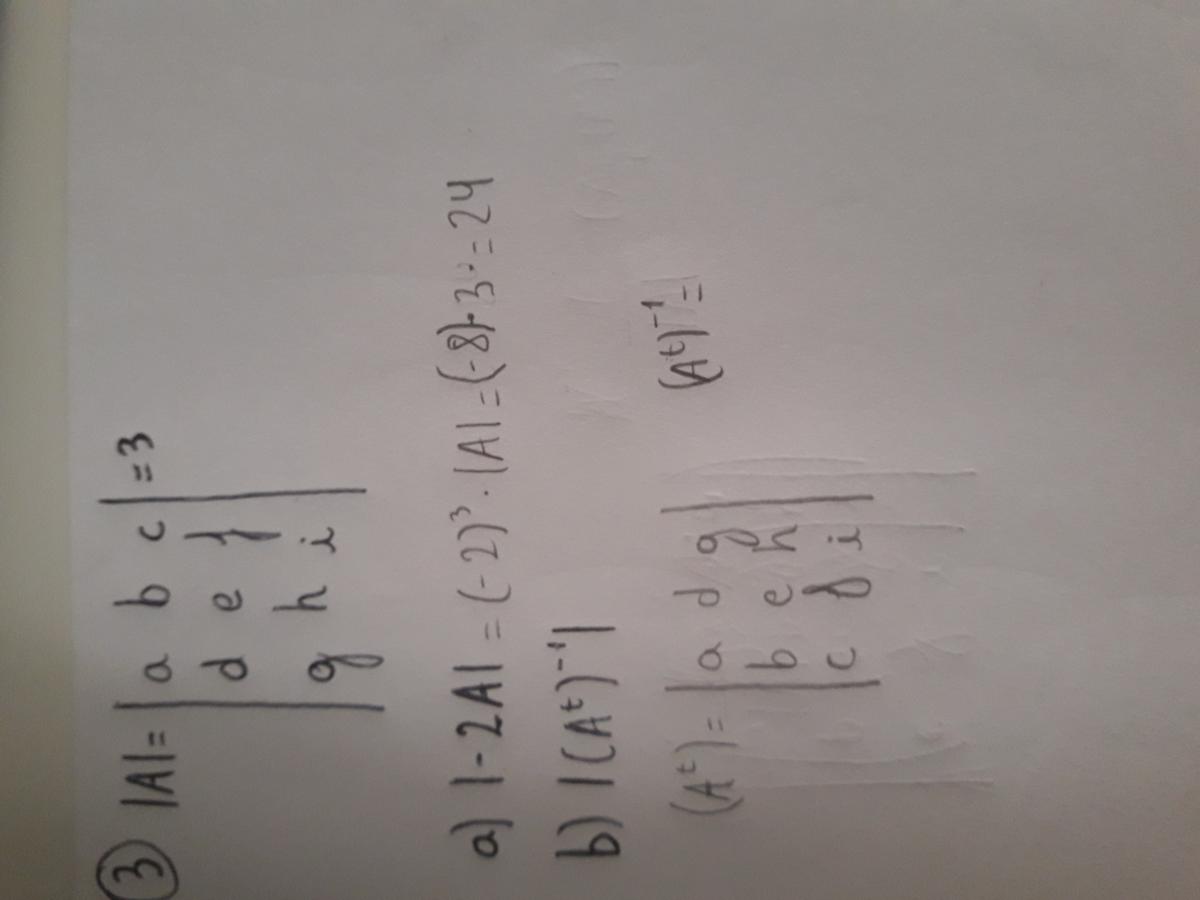 ③ |A| = | a b c | = 3
d e f
g h i
a) |-2A| = (-2)³ · |A| = (-8)·3 = 24
b) |(Aᵗ)⁻¹|
(Aᵗ) = | a d g | (Aᵗ)⁻¹ =
b e h
c f i